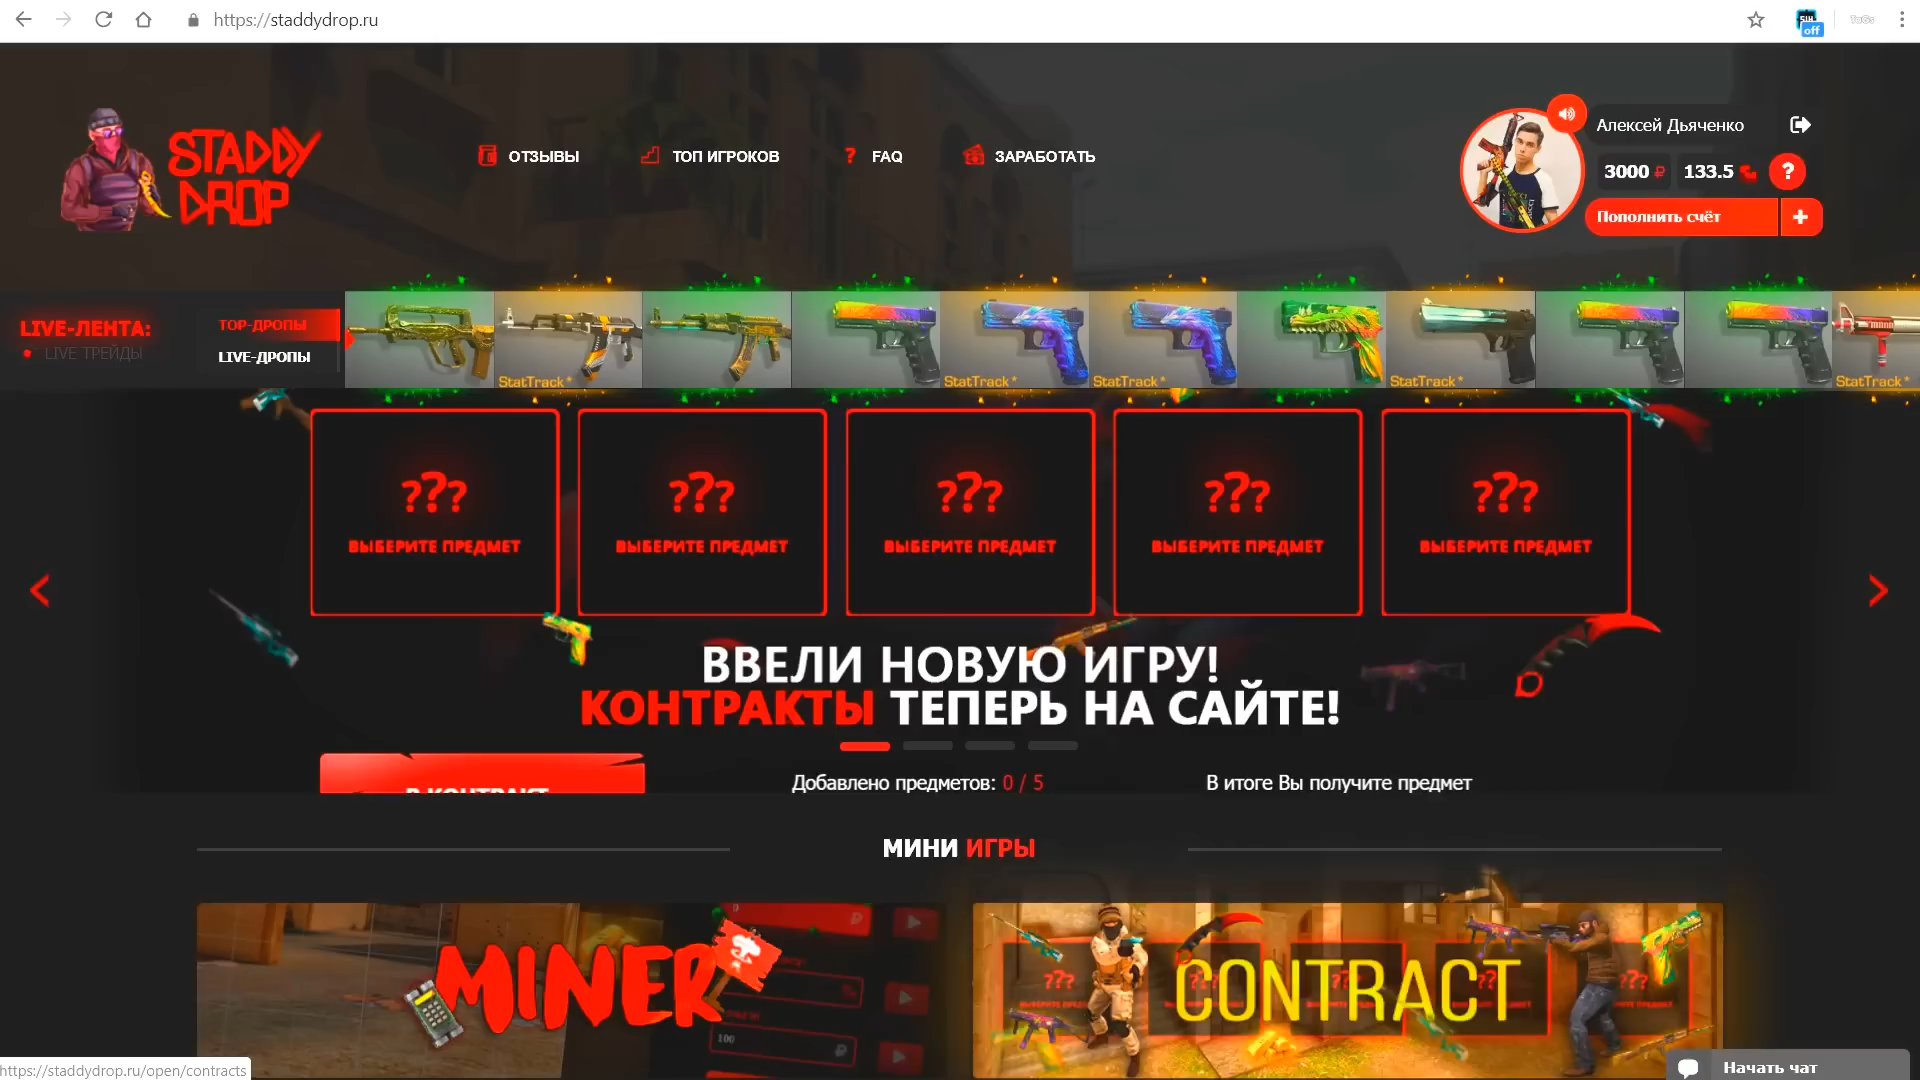 https://staddydrop.ru
off
STADDY
DROP
ОТЗЫВЫ
ТОП ИГРОКОВ
FAQ
ЗАРАБОТАТЬ
Алексей Дьяченко
3000 ₽
133.5
?
Пополнить счёт
+
LIVE-ЛЕНТА:
LIVE ТРЕЙДЫ
TOP-ДРОПЫ
LIVE-ДРОПЫ
StatTrack*
StatTrack*
StatTrack*
StatTrack*
StatTrack*
??? ??? ??? ??? ???
ВЫБЕРИТЕ ПРЕДМЕТ ВЫБЕРИТЕ ПРЕДМЕТ ВЫБЕРИТЕ ПРЕДМЕТ ВЫБЕРИТЕ ПРЕДМЕТ ВЫБЕРИТЕ ПРЕДМЕТ
ВВЕЛИ НОВУЮ ИГРУ!
КОНТРАКТЫ ТЕПЕРЬ НА САЙТЕ!
В КОНТРАКТ
Добавлено предметов: 0 / 5
В итоге Вы получите предмет
МИНИ ИГРЫ
MINER
100
CONTRACT
https://staddydrop.ru/open/contracts
Начать чат